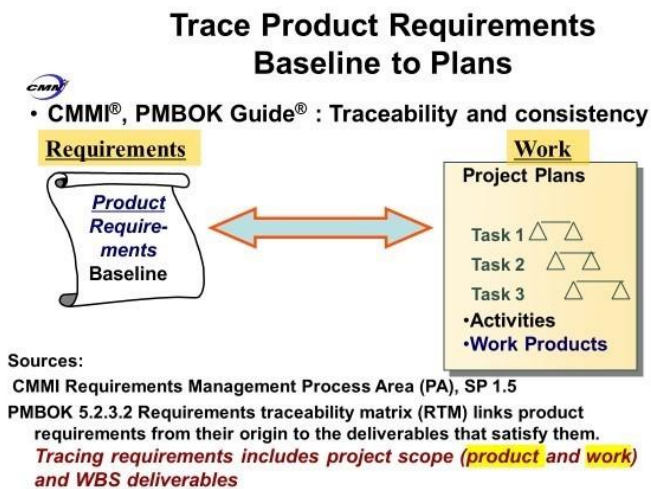 Trace Product Requirements
Baseline to Plans
CMMI
• CMMI®, PMBOK Guide® : Traceability and consistency
Requirements
Product
Require-
ments
Baseline
Work
Project Plans
Task 1
Task 2
Task 3
•Activities
•Work Products
Sources:
CMMI Requirements Management Process Area (PA), SP 1.5
PMBOK 5.2.3.2 Requirements traceability matrix (RTM) links product
requirements from their origin to the deliverables that satisfy them.
Tracing requirements includes project scope (product and work)
and WBS deliverables